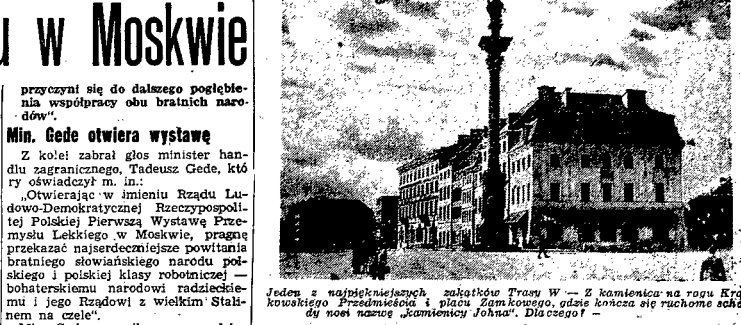 w Moskwie
przyczyni się do dalszego pogłębie-
nia współpracy obu bratnich naro-
dów".
Min. Gede otwiera wystawę
Z kolei zabrał głos minister han-
dlu zagranicznego, Tadeusz Gede, któ
ry oświadczył m. in.:
„Otwierając w imieniu Rządu Lu-
dowo-Demokratycznej Rzeczypospoli-
tej Polskiej Pierwszą Wystawę Prze-
mysłu Lekkiego w Moskwie, pragnę
przekazać najserdeczniejsze powitania
bratniego słowiańskiego narodu pol-
skiego i polskiej klasy robotniczej —
bohaterskiemu narodowi radzieckie-
mu i jego Rządowi z wielkim Stali-
nem na czele".
Jeden z najpiękniejszych zakątków Trasy W — Z kamienica na rogu Kra
kowskiego Przedmieścia i placu Zamkowego, gdzie kończą się ruchome scho
dy nosi nazwę „kamienicy Johna". Dlaczego? —